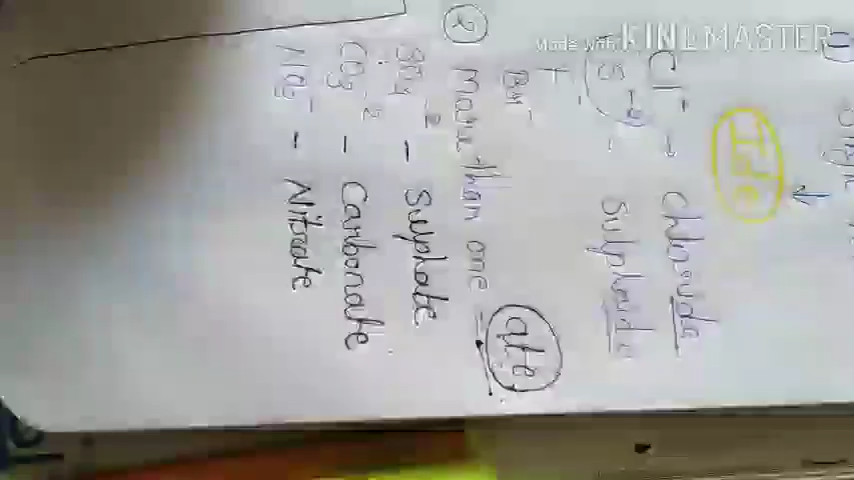 Made with KINEMASTER
1)
Ide
Cl⁻ → Chloride
S⁻² – Sulphide
F⁻
Br⁻
2) More than one = ate
SO4⁻² – Sulphate
CO3⁻² – Carbonate
NO3⁻ – Nitrate